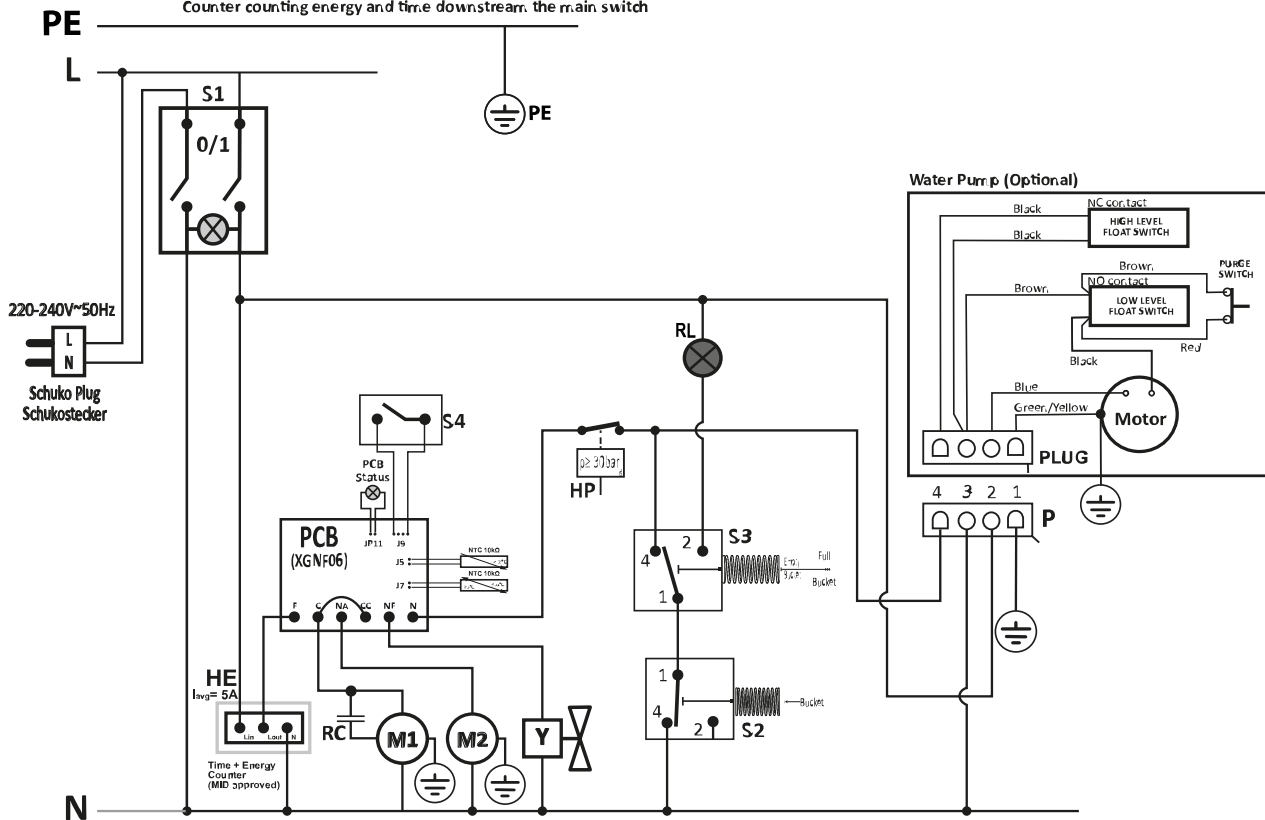 Counter counting energy and time downstream the main switch
PE
L
S1
PE
0/1
Water Pump (Optional)
NC contact
Black
HIGH LEVEL
FLOAT SWITCH
Black
Brown
PURGE
SWITCH
NO contact
Brown
LOW LEVEL
FLOAT SWITCH
220-240V~50Hz
L
N
RL
Red
Black
Schuko Plug
Schukostecker
Blue
Green/Yellow
Motor
S4
PLUG
PCB
Status
p≥ 30bar
HP
4 3 2 1
P
PCB
(XGNF06)
JP11 J9
NTC 10kΩ
J5
NTC 10kΩ
J7
S3
4 2
1
Full
Bucket
F C NA CC NF N
HE
Iavg= 5A
Lin Lout N
RC
M1
M2
Y
1
4 2
S2
Bucket
Time + Energy
Counter
(MID approved)
N